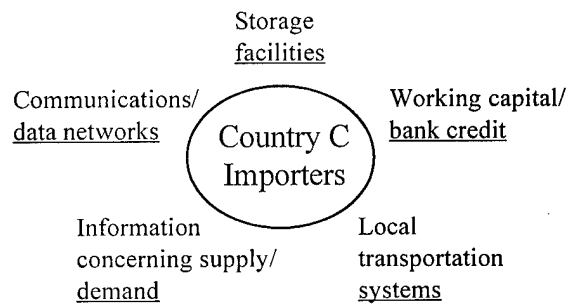 Storage
facilities
Communications/
data networks
Working capital/
bank credit
Country C
Importers
Information
concerning supply/
demand
Local
transportation
systems